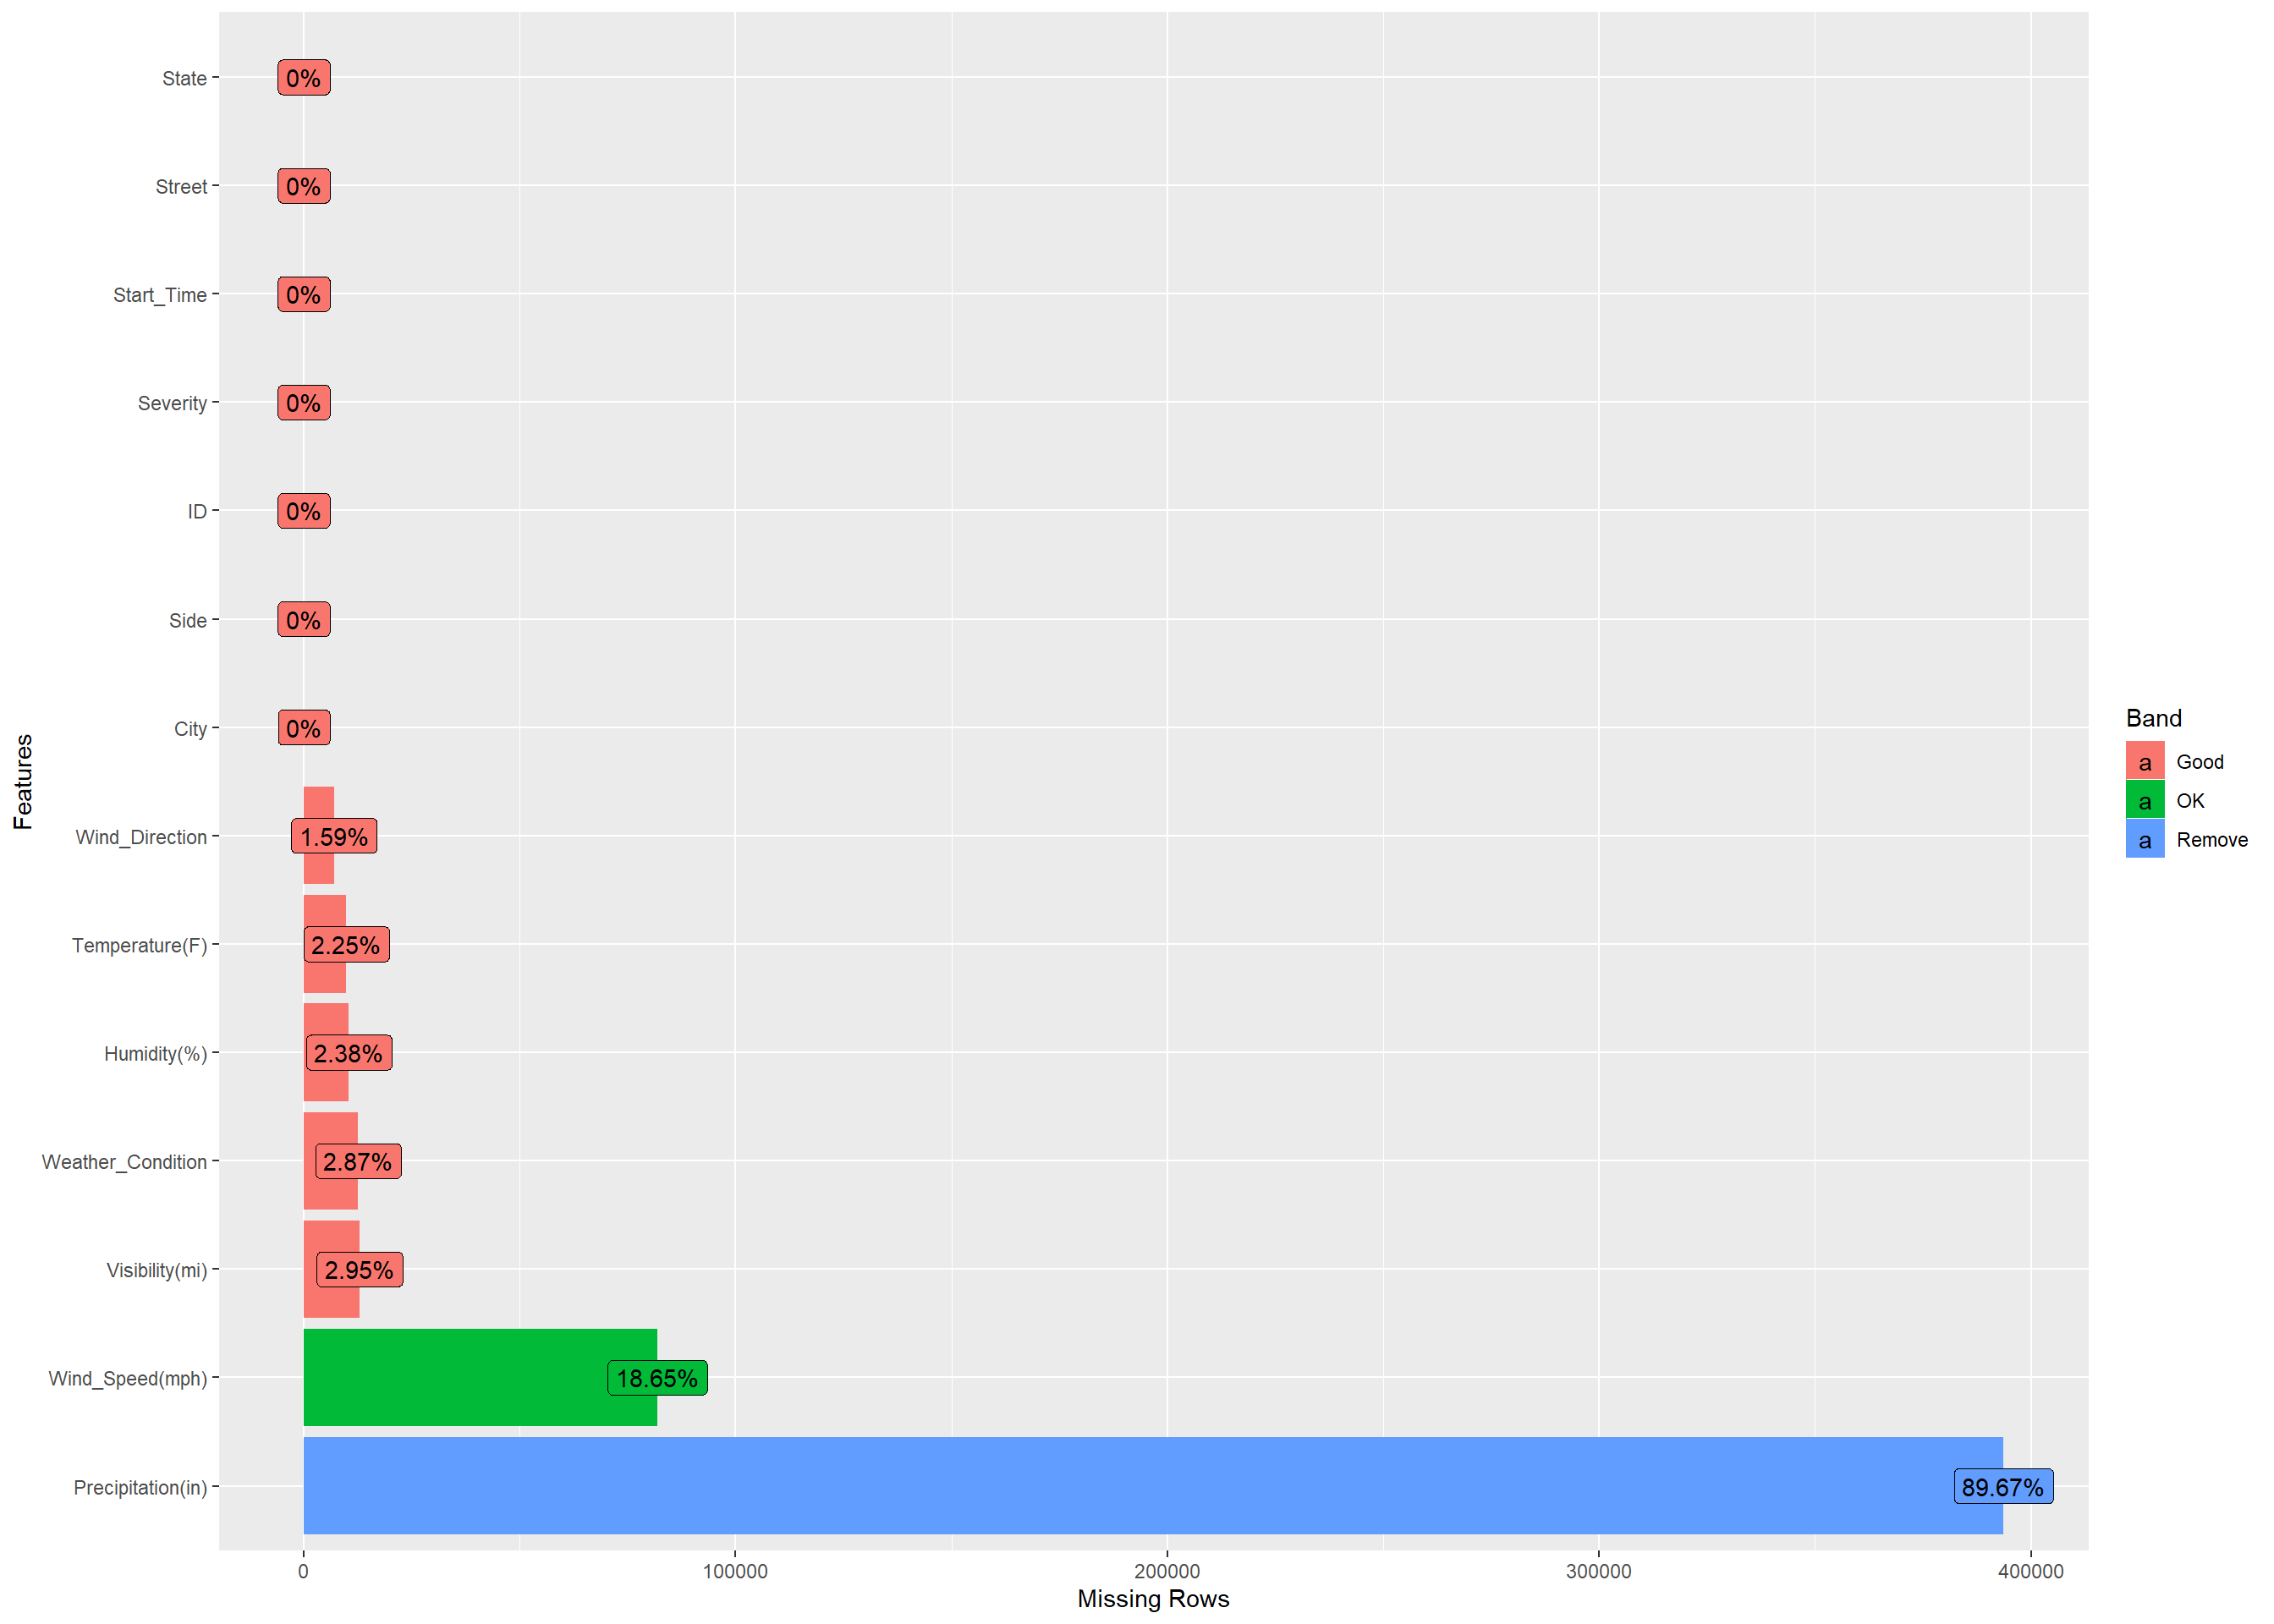 State
0%
Street
0%
Start_Time
0%
Severity
0%
ID
0%
Side
0%
City
0%
Wind_Direction
1.59%
Temperature(F)
2.25%
Humidity(%)
2.38%
Weather_Condition
2.87%
Visibility(mi)
2.95%
Wind_Speed(mph)
18.65%
Precipitation(in)
89.67%
0 100000 200000 300000 400000
Missing Rows
Features
Band
a Good
a OK
a Remove